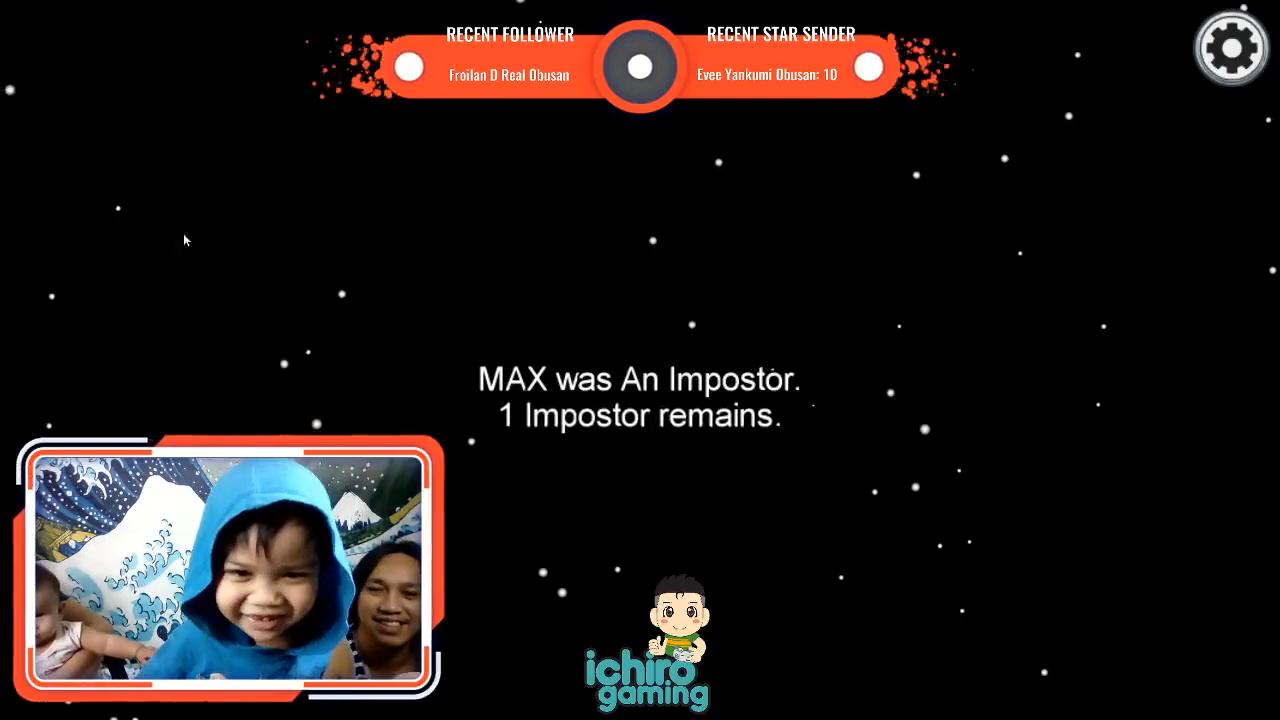 RECENT FOLLOWER
RECENT STAR SENDER
Froilan D Real Obusan
Evee Yankumi Obusan: 10
MAX was An Impostor.
1 Impostor remains.
ichiro
gaming